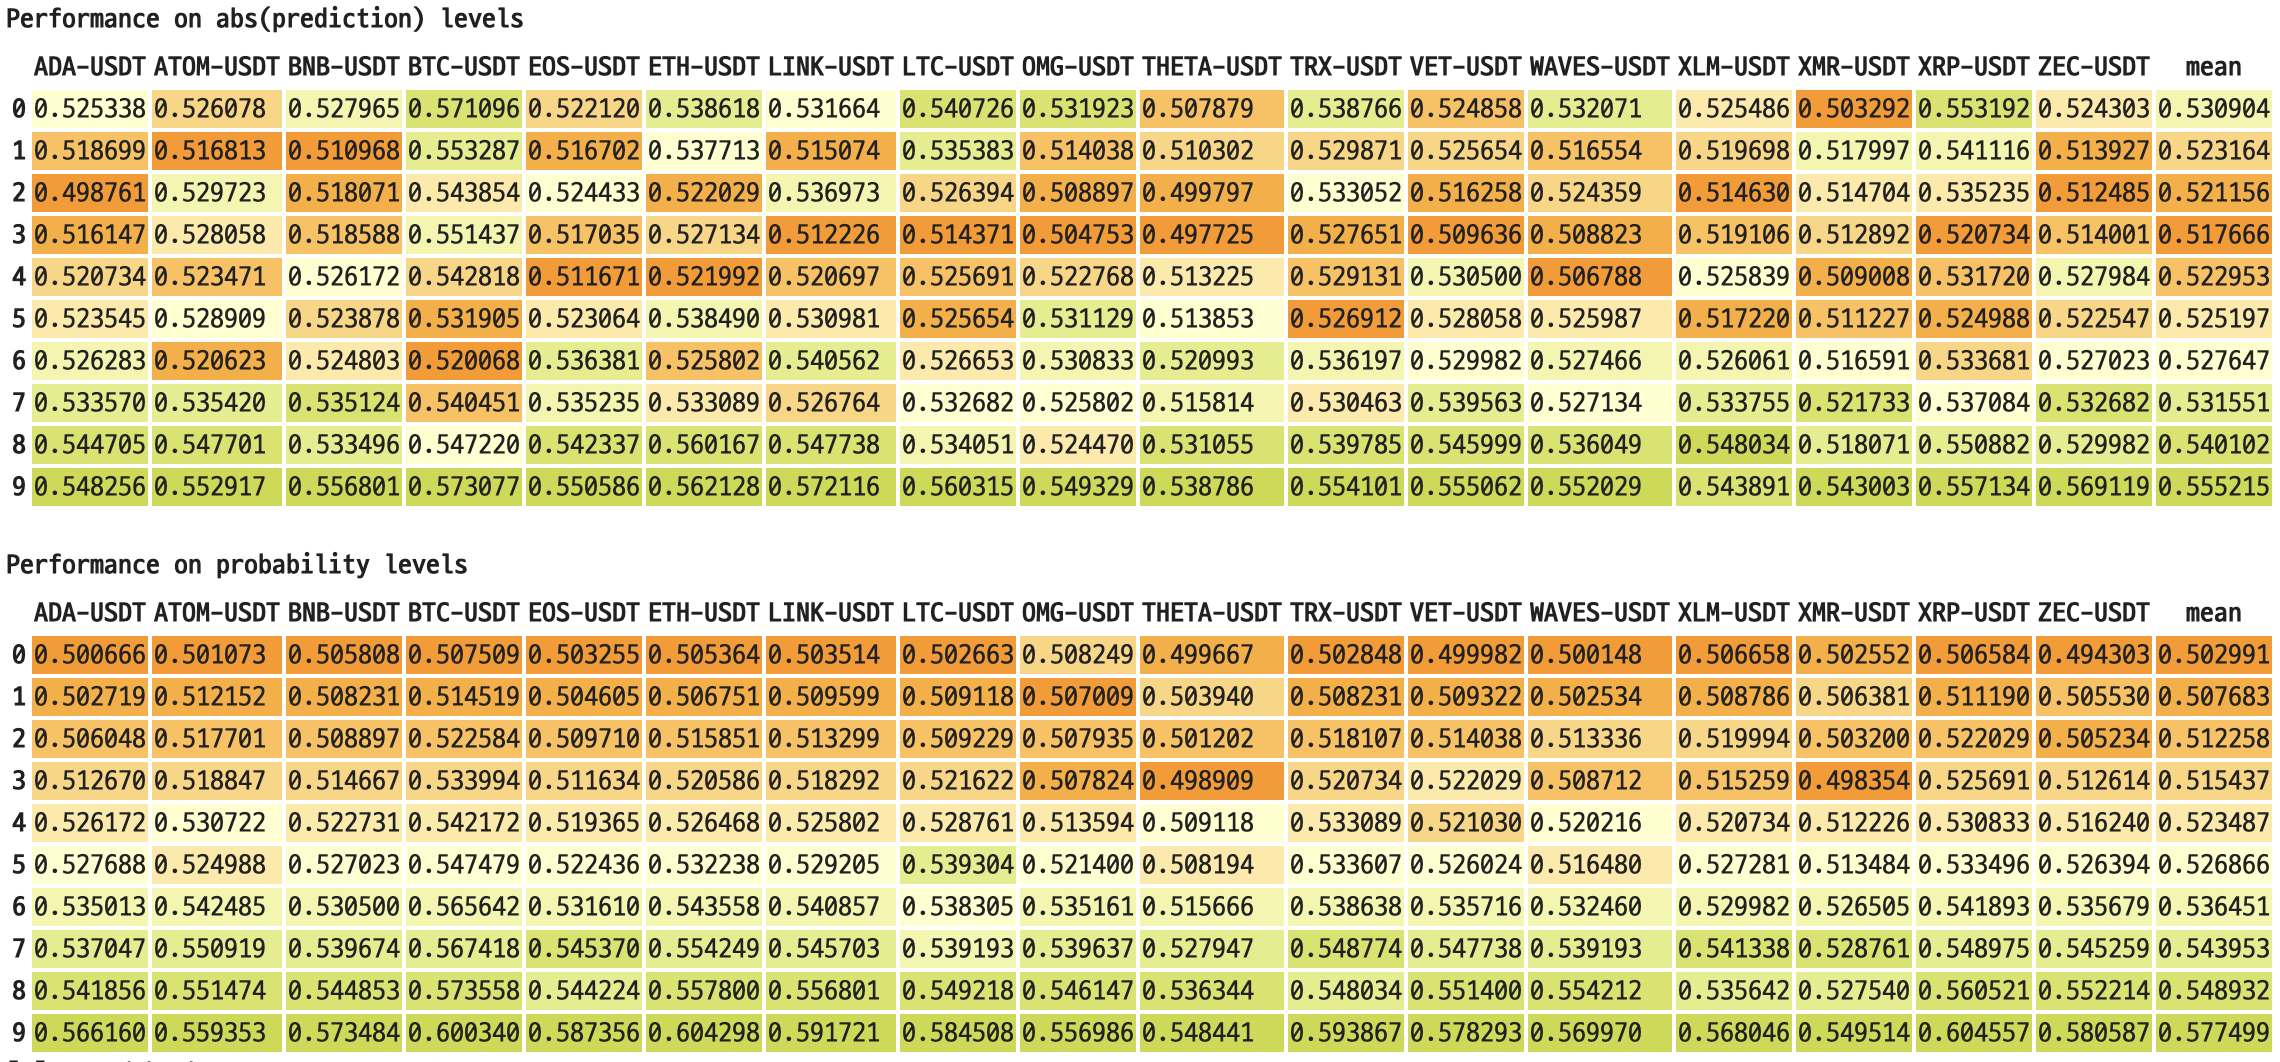 Performance on abs(prediction) levels
ADA-USDT ATOM-USDT BNB-USDT BTC-USDT EOS-USDT ETH-USDT LINK-USDT LTC-USDT OMG-USDT THETA-USDT TRX-USDT VET-USDT WAVES-USDT XLM-USDT XMR-USDT XRP-USDT ZEC-USDT mean
0 0.525338 0.526078 0.527965 0.571096 0.522120 0.538618 0.531664 0.540726 0.531923 0.507879 0.538766 0.524858 0.532071 0.525486 0.503292 0.553192 0.524303 0.530904
1 0.518699 0.516813 0.510968 0.553287 0.516702 0.537713 0.515074 0.535383 0.514038 0.510302 0.529871 0.525654 0.516554 0.519698 0.517997 0.541116 0.513927 0.523164
2 0.498761 0.529723 0.518071 0.543854 0.524433 0.522029 0.536973 0.526394 0.508897 0.499797 0.533052 0.516258 0.524359 0.514630 0.514704 0.535235 0.512485 0.521156
3 0.516147 0.528058 0.518588 0.551437 0.517035 0.527134 0.512226 0.514371 0.504753 0.497725 0.527651 0.509636 0.508823 0.519106 0.512892 0.520734 0.514001 0.517666
4 0.520734 0.523471 0.526172 0.542818 0.511671 0.521992 0.520697 0.525691 0.522768 0.513225 0.529131 0.530500 0.506788 0.525839 0.509008 0.531720 0.527984 0.522953
5 0.523545 0.528909 0.523878 0.531905 0.523064 0.538490 0.530981 0.525654 0.531129 0.513853 0.526912 0.528058 0.525987 0.517220 0.511227 0.524988 0.522547 0.525197
6 0.526283 0.520623 0.524803 0.520068 0.536381 0.525802 0.540562 0.526653 0.530833 0.520993 0.536197 0.529982 0.527466 0.526061 0.516591 0.533681 0.527023 0.527647
7 0.533570 0.535420 0.535124 0.540451 0.535235 0.533089 0.526764 0.532682 0.525802 0.515814 0.530463 0.539563 0.527134 0.533755 0.521733 0.537084 0.532682 0.531551
8 0.544705 0.547701 0.533496 0.547220 0.542337 0.560167 0.547738 0.534051 0.524470 0.531055 0.539785 0.545999 0.536049 0.548034 0.518071 0.550882 0.529982 0.540102
9 0.548256 0.552917 0.556801 0.573077 0.550586 0.562128 0.572116 0.560315 0.549329 0.538786 0.554101 0.555062 0.552029 0.543891 0.543003 0.557134 0.569119 0.555215
Performance on probability levels
ADA-USDT ATOM-USDT BNB-USDT BTC-USDT EOS-USDT ETH-USDT LINK-USDT LTC-USDT OMG-USDT THETA-USDT TRX-USDT VET-USDT WAVES-USDT XLM-USDT XMR-USDT XRP-USDT ZEC-USDT mean
0 0.500666 0.501073 0.505808 0.507509 0.503255 0.505364 0.503514 0.502663 0.508249 0.499667 0.502848 0.499982 0.500148 0.506658 0.502552 0.506584 0.494303 0.502991
1 0.502719 0.512152 0.508231 0.514519 0.504605 0.506751 0.509599 0.509118 0.507009 0.503940 0.508231 0.509322 0.502534 0.508786 0.506381 0.511190 0.505530 0.507683
2 0.506048 0.517701 0.508897 0.522584 0.509710 0.515851 0.513299 0.509229 0.507935 0.501202 0.518107 0.514038 0.513336 0.519994 0.503200 0.522029 0.505234 0.512258
3 0.512670 0.518847 0.514667 0.533994 0.511634 0.520586 0.518292 0.521622 0.507824 0.498909 0.520734 0.522029 0.508712 0.515259 0.498354 0.525691 0.512614 0.515437
4 0.526172 0.530722 0.522731 0.542172 0.519365 0.526468 0.525802 0.528761 0.513594 0.509118 0.533089 0.521030 0.520216 0.520734 0.512226 0.530833 0.516240 0.523487
5 0.527688 0.524988 0.527023 0.547479 0.522436 0.532238 0.529205 0.539304 0.521400 0.508194 0.533607 0.526024 0.516480 0.527281 0.513484 0.533496 0.526394 0.526866
6 0.535013 0.542485 0.530500 0.565642 0.531610 0.543558 0.540857 0.538305 0.535161 0.515666 0.538638 0.535716 0.532460 0.529982 0.526505 0.541893 0.535679 0.536451
7 0.537047 0.550919 0.539674 0.567418 0.545370 0.554249 0.545703 0.539193 0.539637 0.527947 0.548774 0.547738 0.539193 0.541338 0.528761 0.548975 0.545259 0.543953
8 0.541856 0.551474 0.544853 0.573558 0.544224 0.557800 0.556801 0.549218 0.546147 0.536344 0.548034 0.551400 0.554212 0.535642 0.527540 0.560521 0.552214 0.548932
9 0.566160 0.559353 0.573484 0.600340 0.587356 0.604298 0.591721 0.584508 0.556986 0.548441 0.593867 0.578293 0.569970 0.568046 0.549514 0.604557 0.580587 0.577499